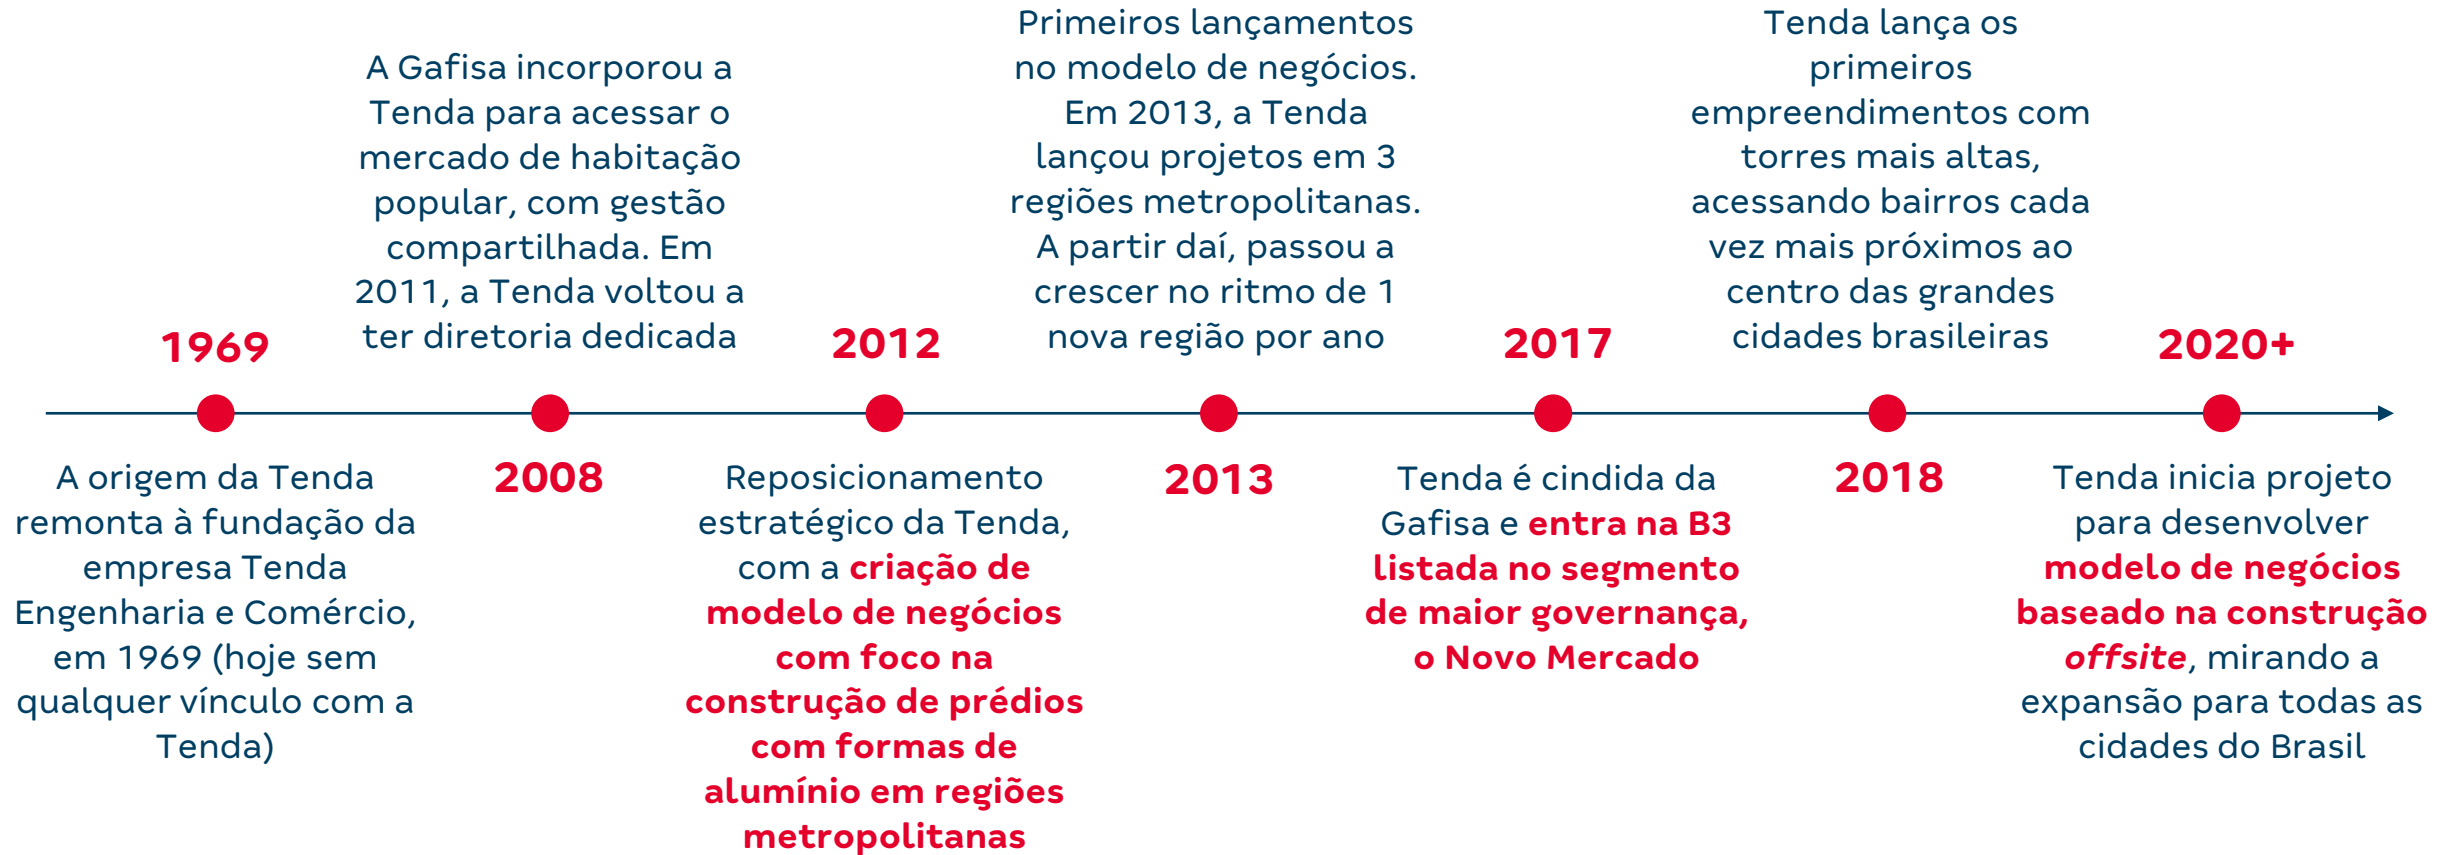 1969
A origem da Tenda
remonta à fundação da
empresa Tenda
Engenharia e Comércio,
em 1969 (hoje sem
qualquer vínculo com a
Tenda)
A Gafisa incorporou a
Tenda para acessar o
mercado de habitação
popular, com gestão
compartilhada. Em
2011, a Tenda voltou a
ter diretoria dedicada
2008
2012
Reposicionamento
estratégico da Tenda,
com a criação de
modelo de negócios
com foco na
construção de prédios
com formas de
alumínio em regiões
metropolitanas
Primeiros lançamentos
no modelo de negócios.
Em 2013, a Tenda
lançou projetos em 3
regiões metropolitanas.
A partir daí, passou a
crescer no ritmo de 1
nova região por ano
2013
2017
Tenda é cindida da
Gafisa e entra na B3
listada no segmento
de maior governança,
o Novo Mercado
Tenda lança os
primeiros
empreendimentos com
torres mais altas,
acessando bairros cada
vez mais próximos ao
centro das grandes
cidades brasileiras
2018
2020+
Tenda inicia projeto
para desenvolver
modelo de negócios
baseado na construção
offsite, mirando a
expansão para todas as
cidades do Brasil